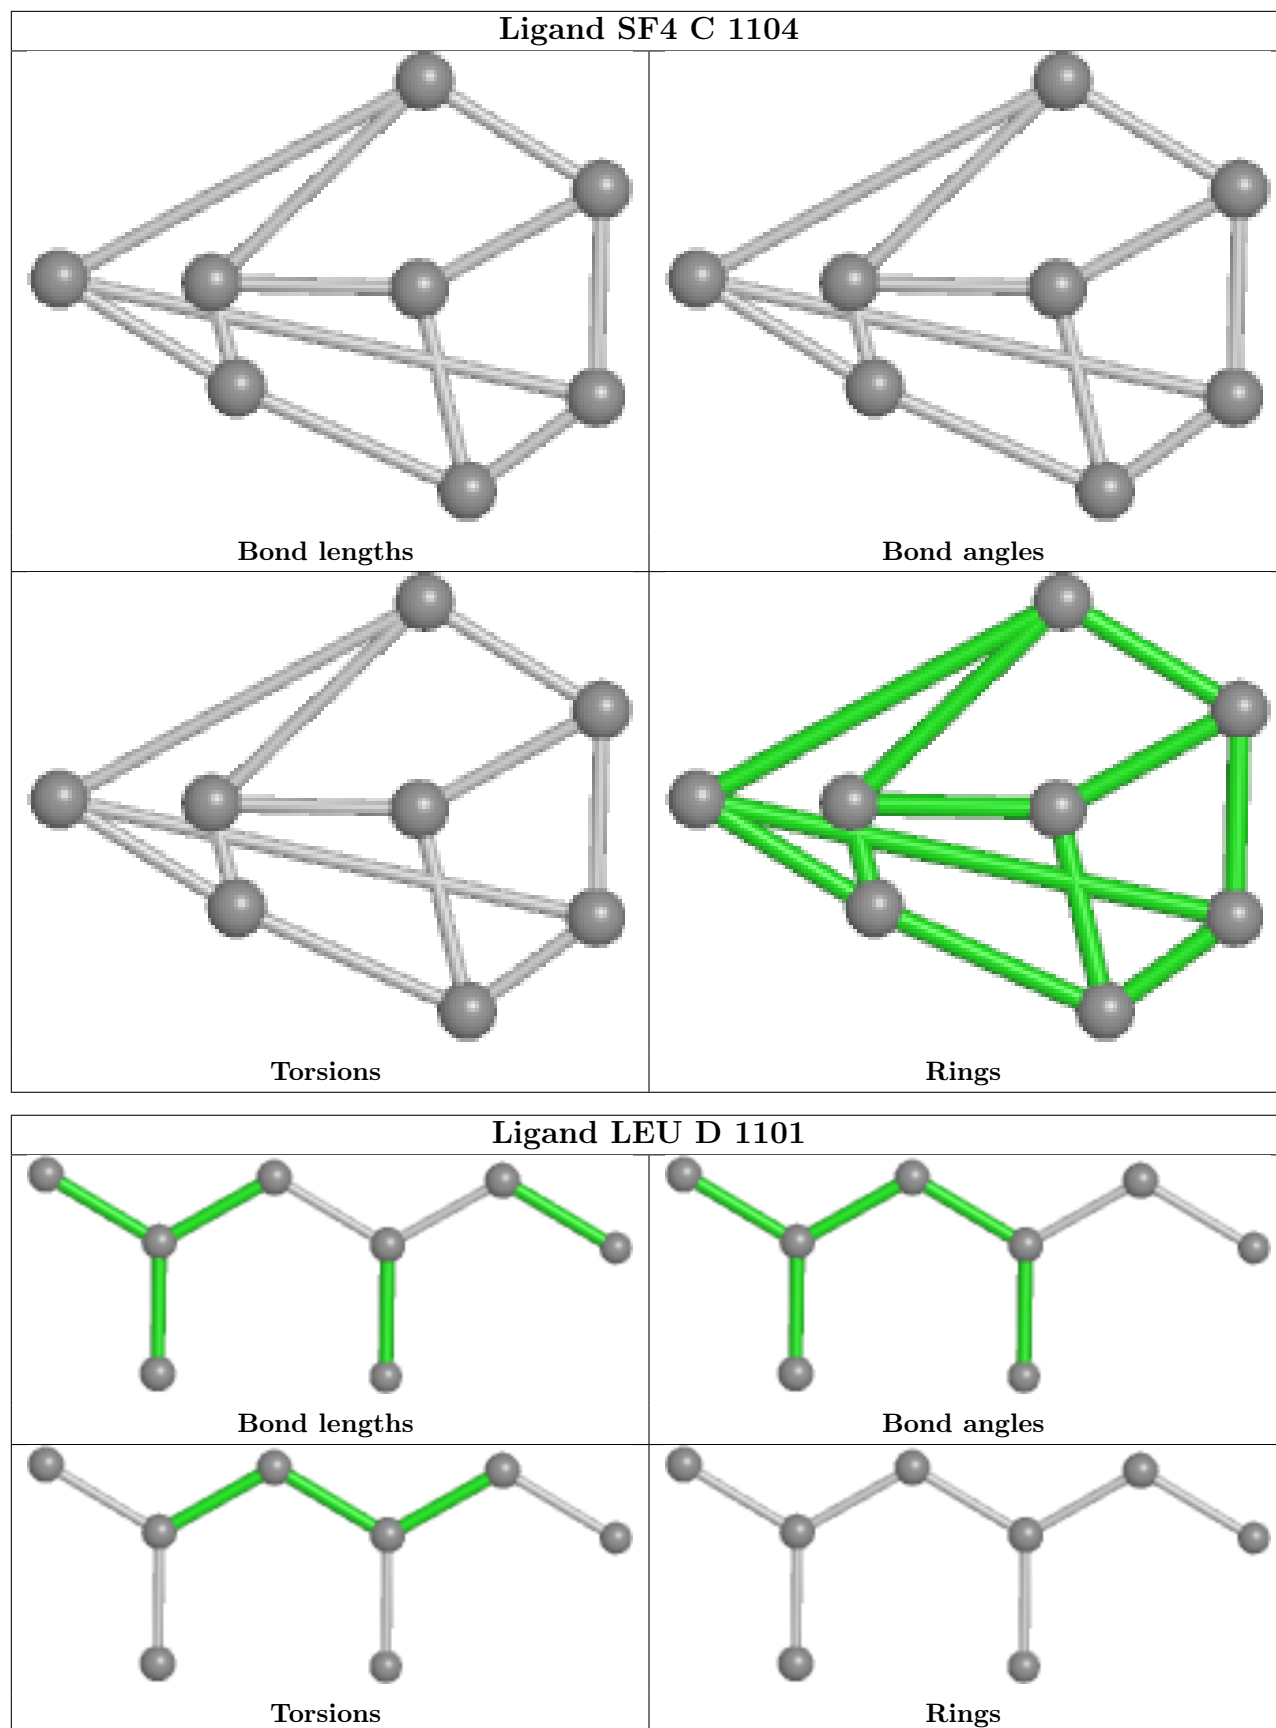 Ligand SF4 C 1104
Bond lengths
Bond angles
Torsions
Rings
Ligand LEU D 1101
Bond lengths
Bond angles
Torsions
Rings